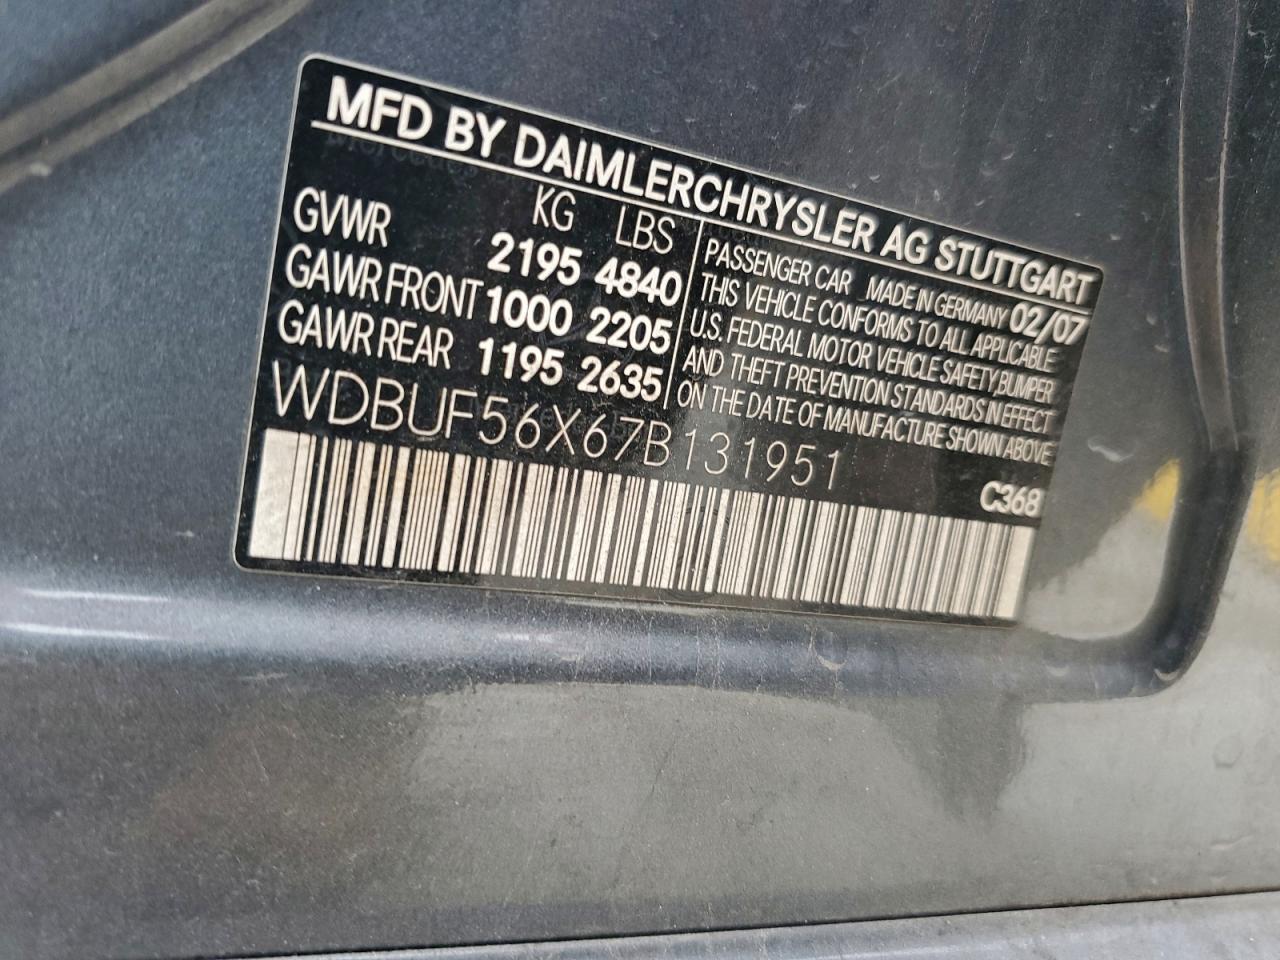 MFD BY DAIMLERCHRYSLER AG STUTTGART
KG LBS
GVWR 2195 4840
GAWR FRONT 1000 2205
GAWR REAR 1195 2635
PASSENGER CAR MADE IN GERMANY 02/07
THIS VEHICLE CONFORMS TO ALL APPLICABLE
U.S. FEDERAL MOTOR VEHICLE SAFETY, BUMPER
AND THEFT PREVENTION STANDARDS IN EFFECT
ON THE DATE OF MANUFACTURE SHOWN ABOVE
WDBUF56X67B131951
C368